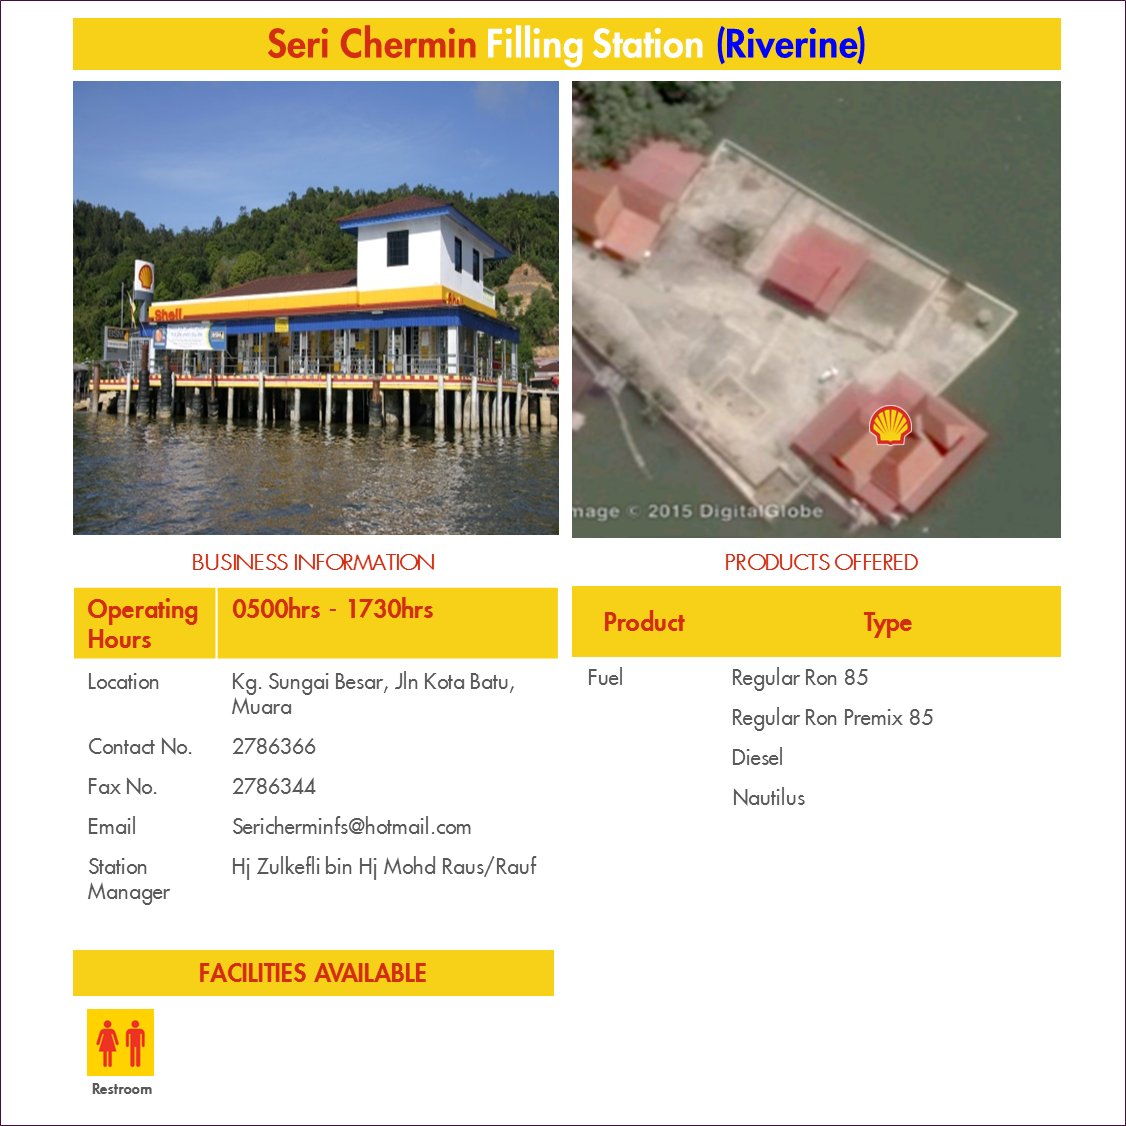 Seri Chermin Filling Station (Riverine)
Shell
mage © 2015 DigitalGlobe
BUSINESS INFORMATION
Operating
Hours
0500hrs - 1730hrs
Location
Kg. Sungai Besar, Jln Kota Batu,
Muara
Contact No.
2786366
Fax No.
2786344
Email
Sericherminfs@hotmail.com
Station
Manager
Hj Zulkefli bin Hj Mohd Raus/Rauf
PRODUCTS OFFERED
Product Type
Fuel
Regular Ron 85
Regular Ron Premix 85
Diesel
Nautilus
FACILITIES AVAILABLE
Restroom